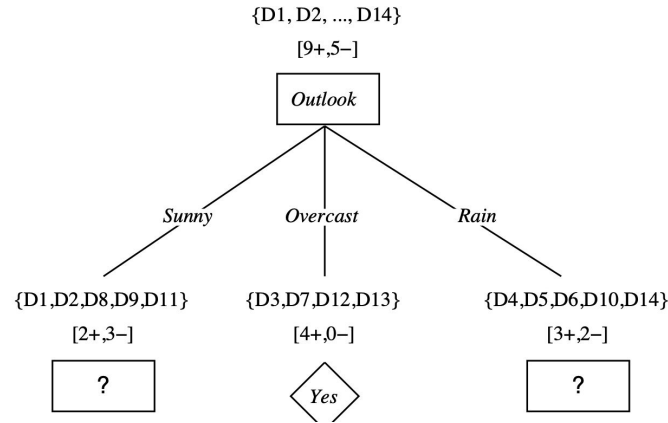 {D1, D2, ..., D14}
[9+,5−]
Outlook
Sunny Overcast Rain
{D1,D2,D8,D9,D11} {D3,D7,D12,D13} {D4,D5,D6,D10,D14}
[2+,3−] [4+,0−] [3+,2−]
? Yes ?